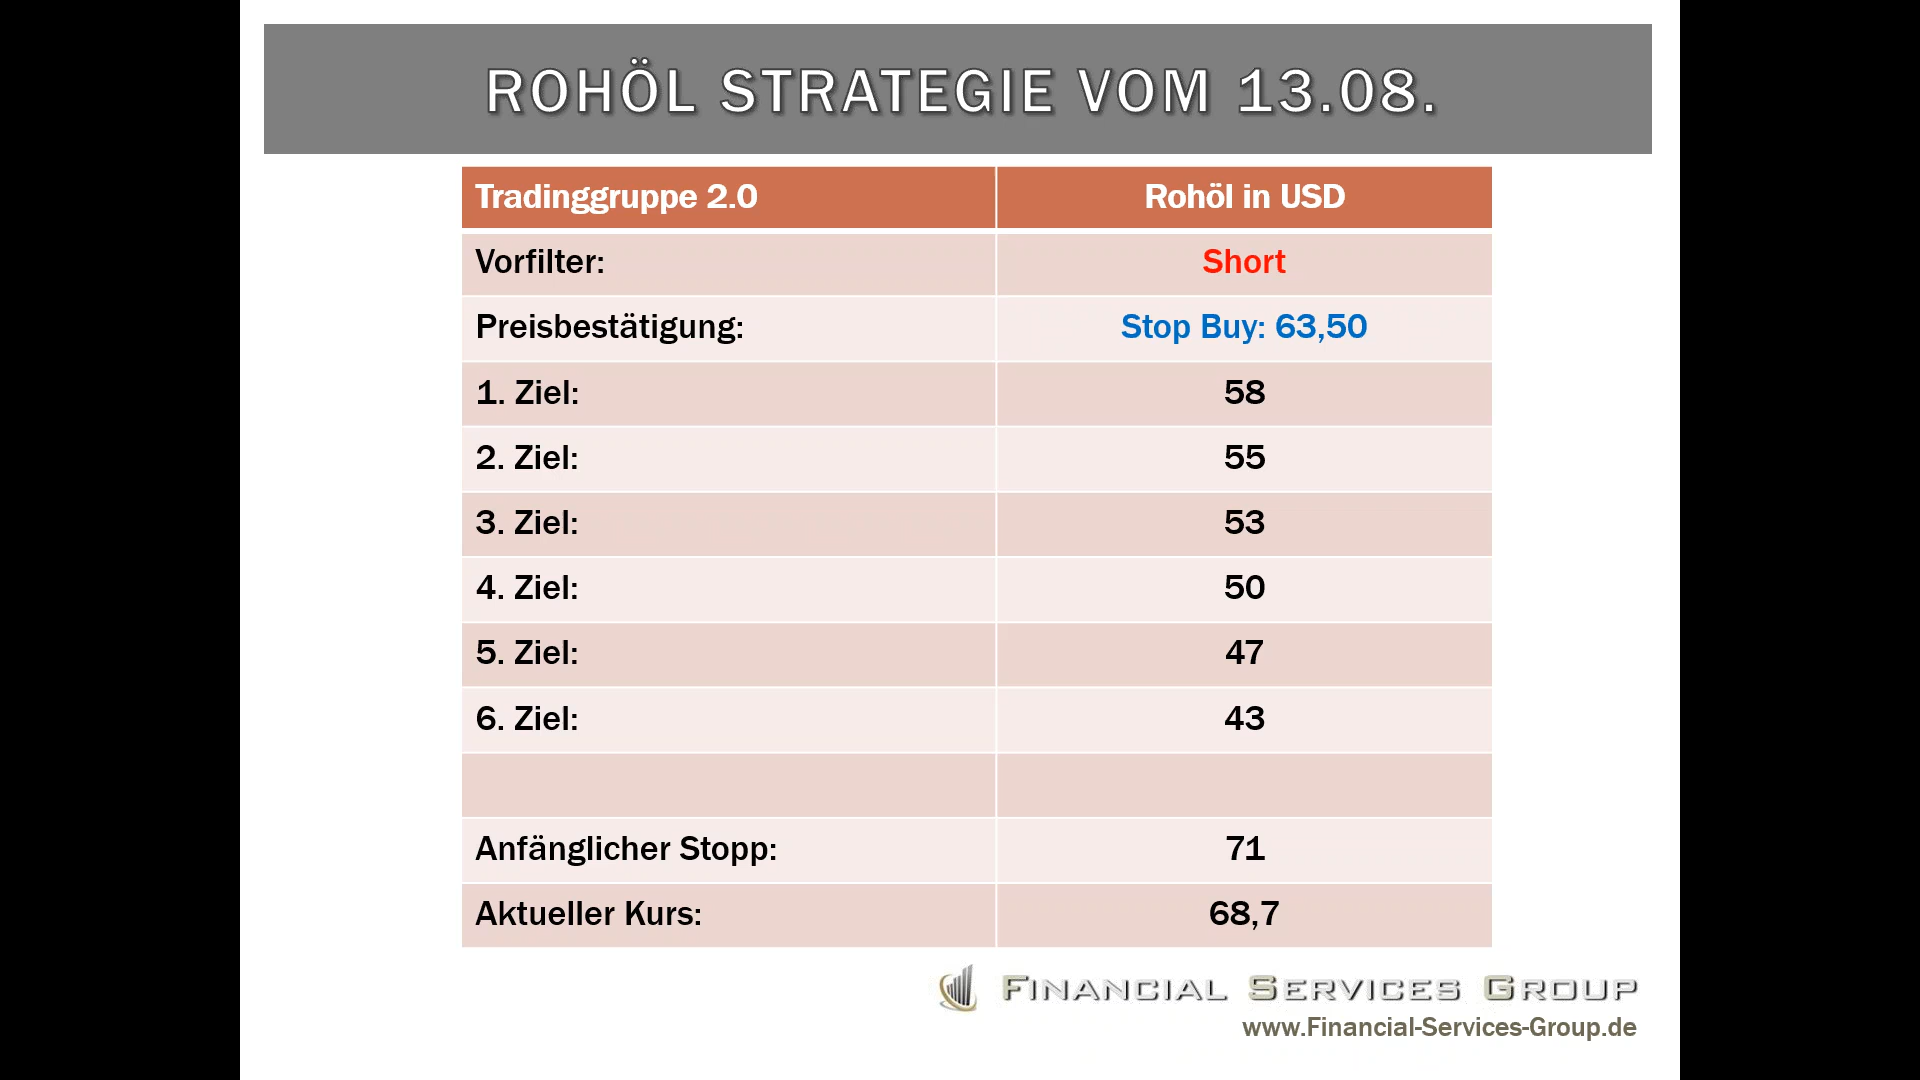 ROHÖL STRATEGIE VOM 13.08.
Tradinggruppe 2.0 Rohöl in USD
Vorfilter: Short
Preisbestätigung: Stop Buy: 63,50
1. Ziel: 58
2. Ziel: 55
3. Ziel: 53
4. Ziel: 50
5. Ziel: 47
6. Ziel: 43
Anfänglicher Stopp: 71
Aktueller Kurs: 68,7
FINANCIAL SERVICES GROUP
www.Financial-Services-Group.de